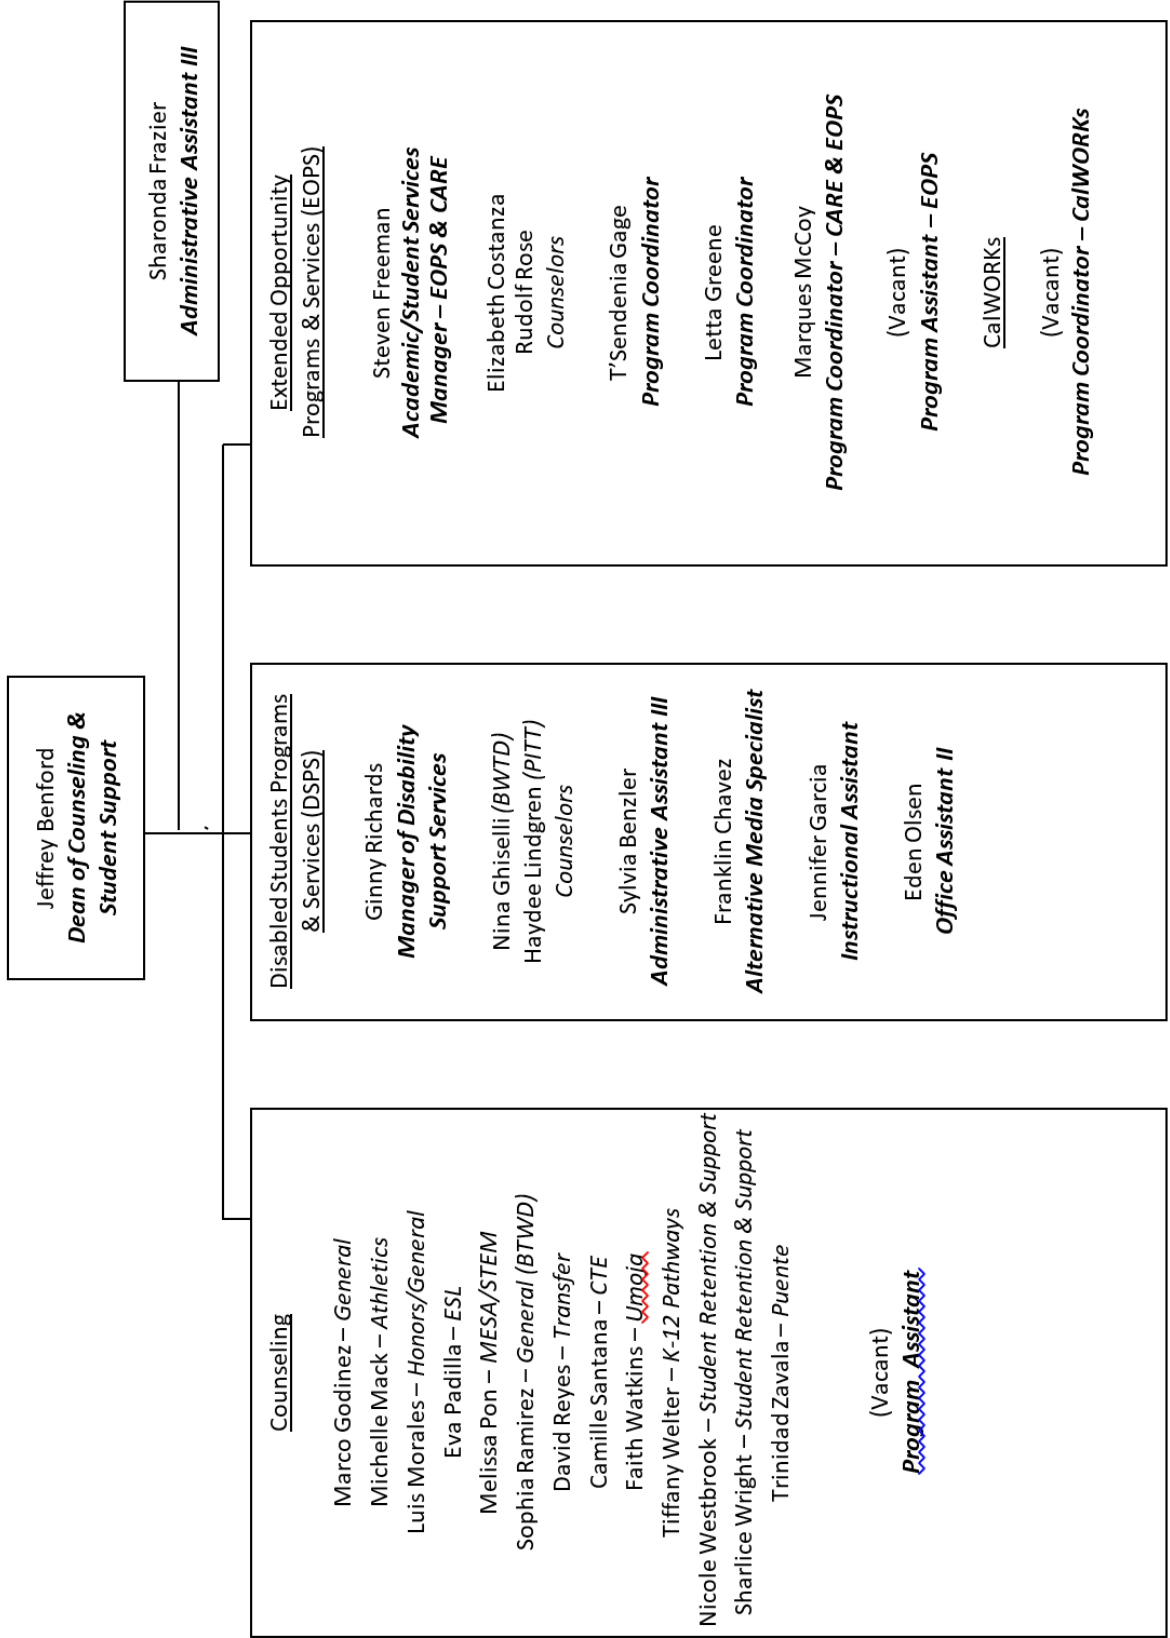 Jeffrey Benford
Dean of Counseling &
Student Support
Sharonda Frazier
Administrative Assistant III
Counseling
Marco Godinez – General
Michelle Mack – Athletics
Luis Morales – Honors/General
Eva Padilla – ESL
Melissa Pon – MESA/STEM
Sophia Ramirez – General (BTWD)
David Reyes – Transfer
Camille Santana – CTE
Faith Watkins – Umoja
Tiffany Welter – K-12 Pathways
Nicole Westbrook – Student Retention & Support
Sharlice Wright – Student Retention & Support
Trinidad Zavala – Puente
(Vacant)
Program Assistant
Disabled Students Programs
& Services (DSPS)
Ginny Richards
Manager of Disability
Support Services
Nina Ghiselli (BWTD)
Haydee Lindgren (PITT)
Counselors
Sylvia Benzler
Administrative Assistant III
Franklin Chavez
Alternative Media Specialist
Jennifer Garcia
Instructional Assistant
Eden Olsen
Office Assistant II
Extended Opportunity
Programs & Services (EOPS)
Steven Freeman
Academic/Student Services
Manager – EOPS & CARE
Elizabeth Costanza
Rudolf Rose
Counselors
T’Sendenia Gage
Program Coordinator
Letta Greene
Program Coordinator
Marques McCoy
Program Coordinator – CARE & EOPS
(Vacant)
Program Assistant – EOPS
CalWORKs
(Vacant)
Program Coordinator – CalWORKs